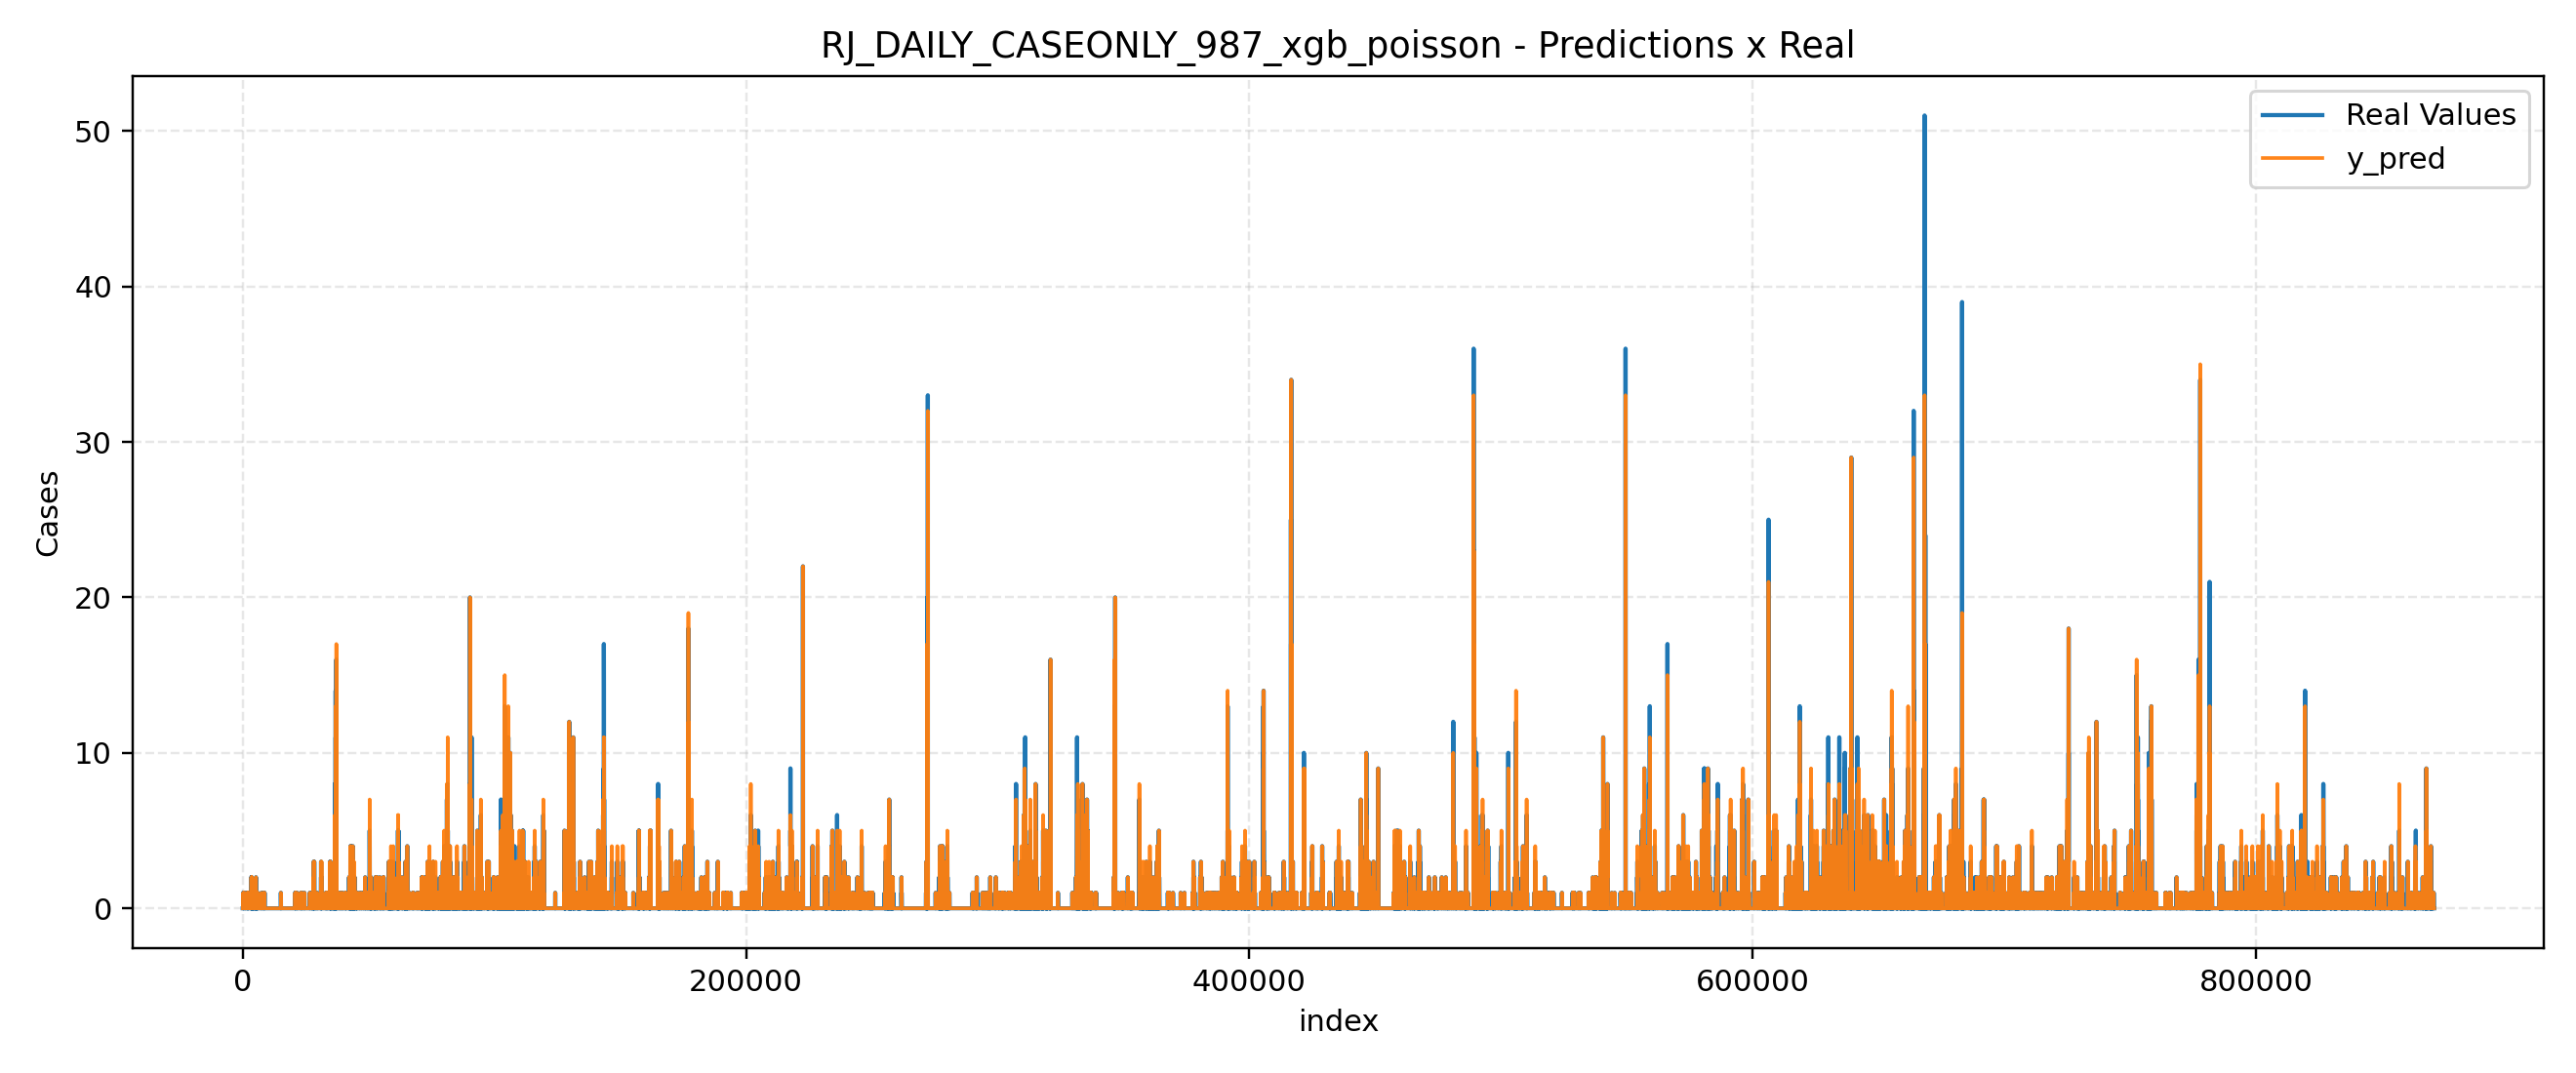 RJ_DAILY_CASEONLY_987_xgb_poisson - Predictions x Real
Real Values
y_pred
50
40
30
20
10
0
Cases
0
200000
400000
600000
800000
index